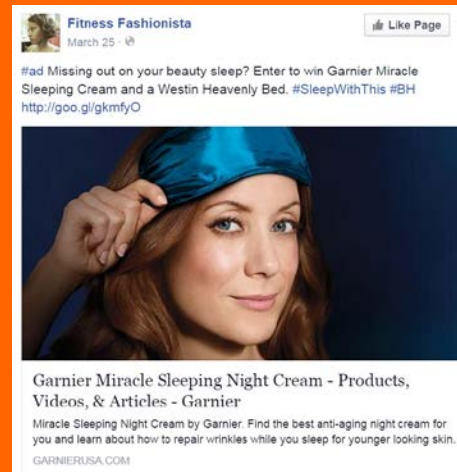 Fitness Fashionista
Like Page
March 25 ·
#ad Missing out on your beauty sleep? Enter to win Garnier Miracle
Sleeping Cream and a Westin Heavenly Bed. #SleepWithThis #BH
http://goo.gl/gkmfyO
Garnier Miracle Sleeping Night Cream - Products,
Videos, & Articles - Garnier
Miracle Sleeping Night Cream by Garnier. Find the best anti-aging night cream for
you and learn about how to repair wrinkles while you sleep for younger looking skin.
GARNIERUSA.COM